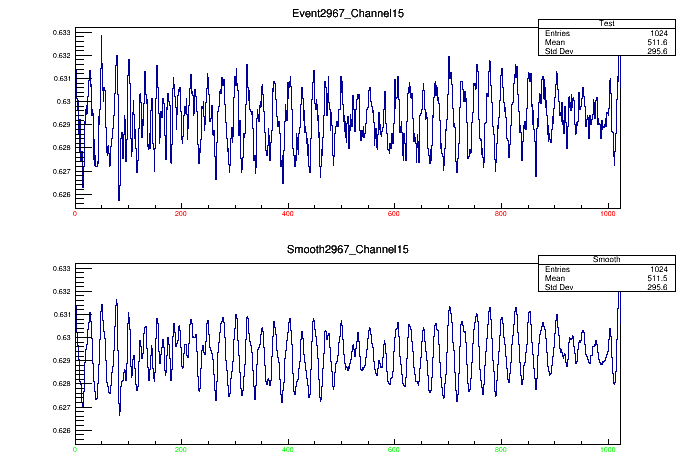 Event2967_Channel15
Test
Entries 1024
Mean 511.6
Std Dev 295.6
0.633
0.632
0.631
0.63
0.629
0.628
0.627
0.626
0 200 400 600 800 1000
Smooth2967_Channel15
Smooth
Entries 1024
Mean 511.5
Std Dev 295.6
0.633
0.632
0.631
0.63
0.629
0.628
0.627
0.626
0 200 400 600 800 1000